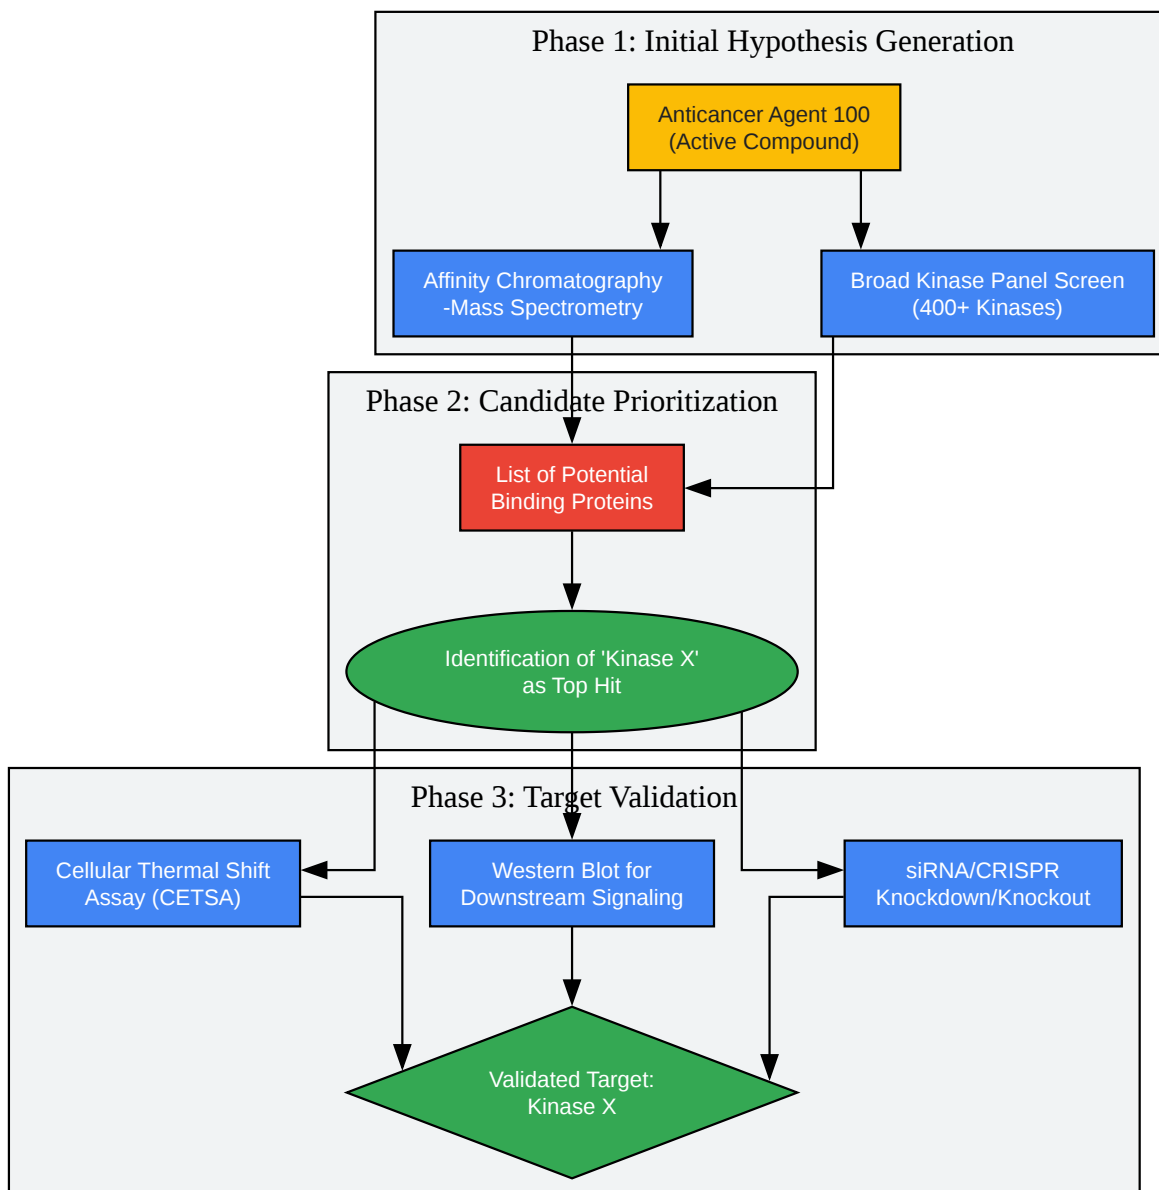 Phase 1: Initial Hypothesis Generation
Anticancer Agent 100
(Active Compound)
Affinity Chromatography
-Mass Spectrometry
Broad Kinase Panel Screen
(400+ Kinases)
Phase 2: Candidate Prioritization
List of Potential
Binding Proteins
Identification of 'Kinase X'
as Top Hit
Phase 3: Target Validation
Cellular Thermal Shift
Assay (CETSA)
Western Blot for
Downstream Signaling
siRNA/CRISPR
Knockdown/Knockout
Validated Target:
Kinase X